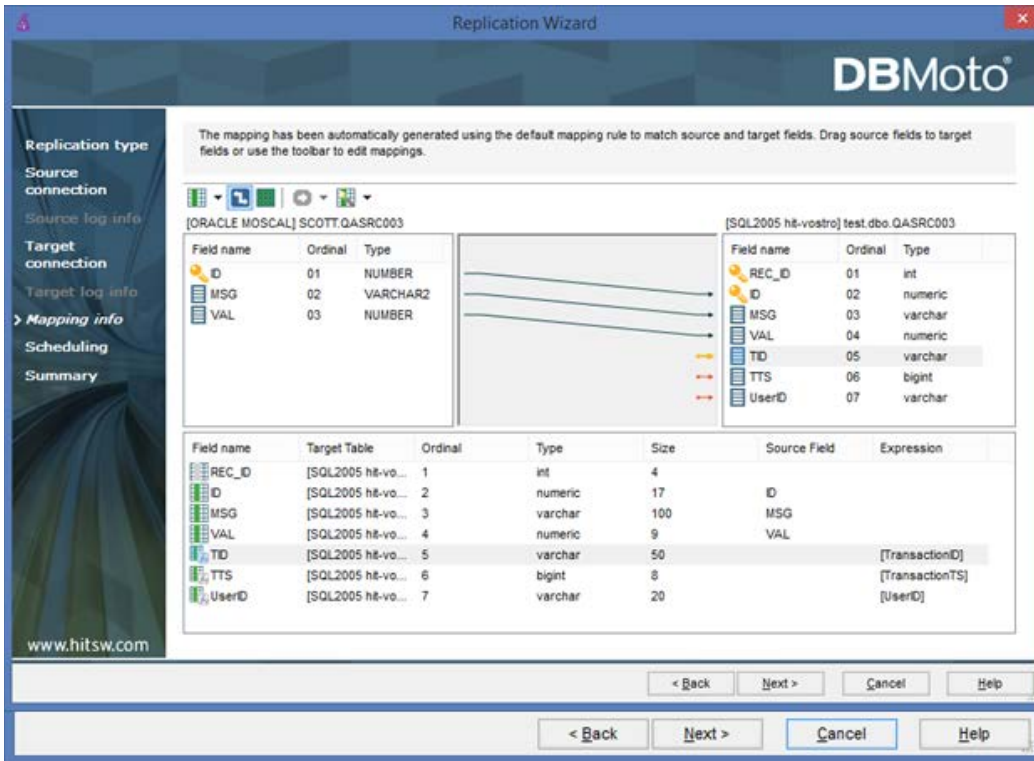 Replication Wizard
DBMoto®
Replication type
Source
connection
Source log info
Target
connection
Target log info
Mapping info
Scheduling
Summary
www.hitsw.com
The mapping has been automatically generated using the default mapping rule to match source and target fields. Drag source fields to target
fields or use the toolbar to edit mappings.
[ORACLE MOSCAL] SCOTT.QASRC003
Field name Ordinal Type
ID 01 NUMBER
MSG 02 VARCHAR2
VAL 03 NUMBER
[SQL2005 hit-vostro] test.dbo.QASRC003
Field name Ordinal Type
REC_ID 01 int
ID 02 numeric
MSG 03 varchar
VAL 04 numeric
TID 05 varchar
TTS 06 bigint
UserID 07 varchar
Field name Target Table Ordinal Type Size Source Field Expression
REC_ID [SQL2005 hit-vo... 1 int 4
ID [SQL2005 hit-vo... 2 numeric 17 ID
MSG [SQL2005 hit-vo... 3 varchar 100 MSG
VAL [SQL2005 hit-vo... 4 numeric 9 VAL
TID [SQL2005 hit-vo... 5 varchar 50 [TransactionID]
TTS [SQL2005 hit-vo... 6 bigint 8 [TransactionTS]
UserID [SQL2005 hit-vo... 7 varchar 20 [UserID]
< Back Next > Cancel Help
< Back Next > Cancel Help